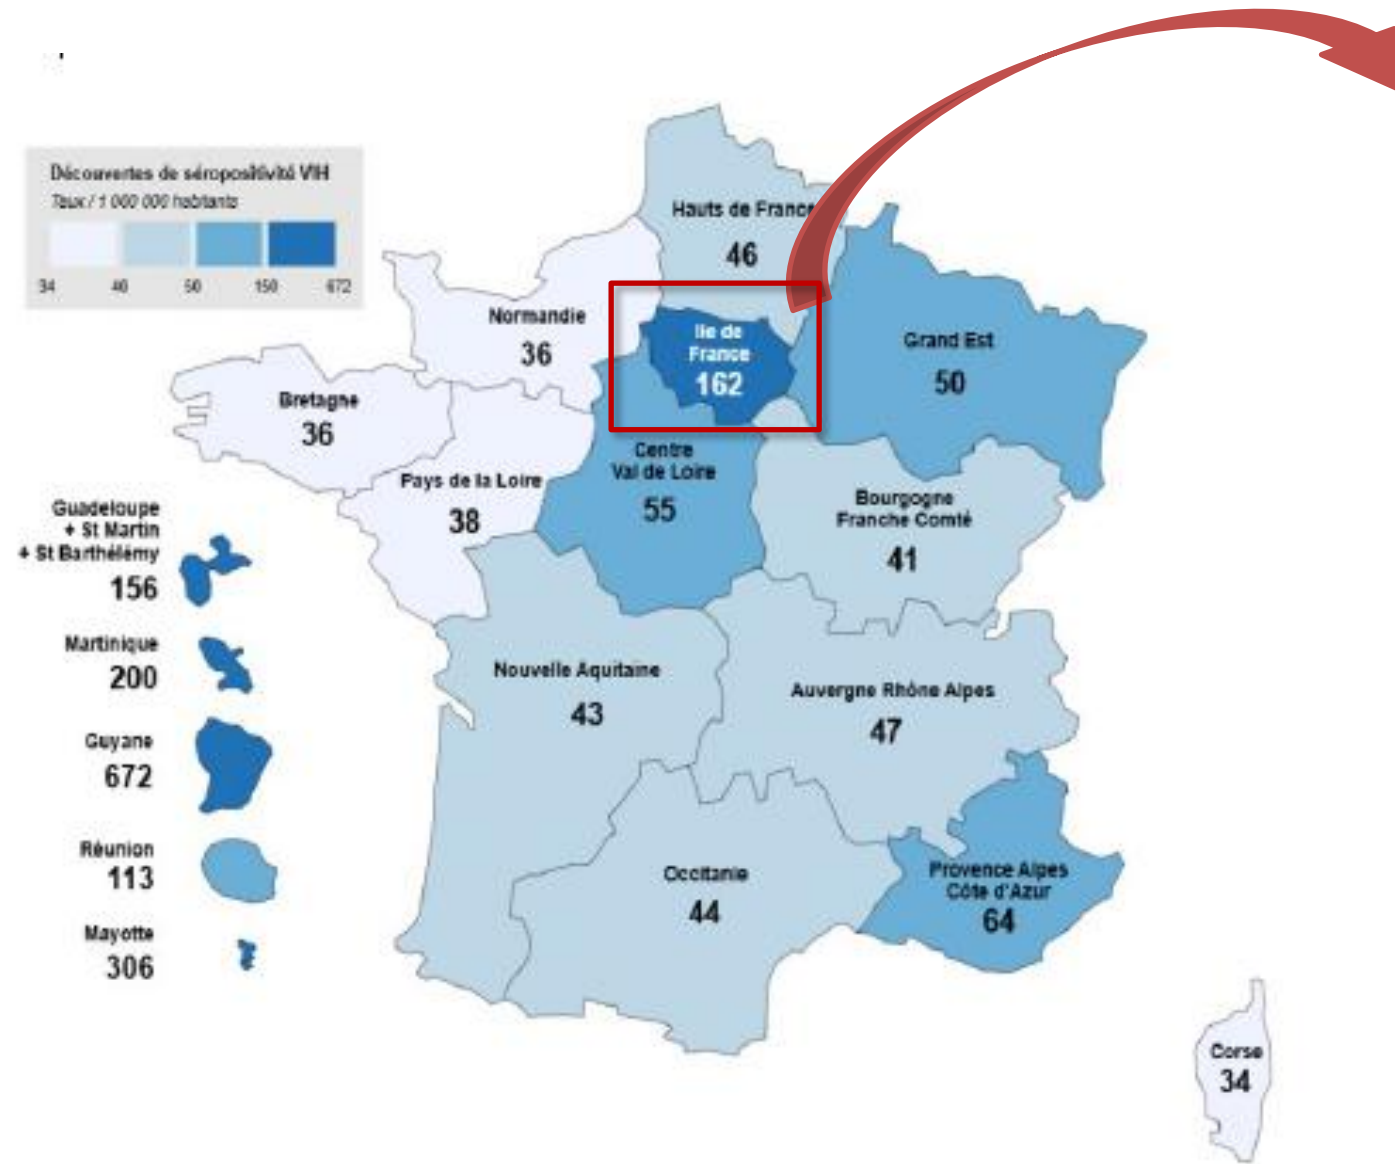 Découvertes de séropositivité VIH
Taux / 1 000 000 habitants
34 40 50 150 672
Hauts de France
46
Normandie
36
Ile de
France
162
Grand Est
50
Bretagne
36
Pays de la Loire
38
Centre
Val de Loire
55
Bourgogne
Franche Comté
41
Guadeloupe
+ St Martin
+ St Barthélémy
156
Martinique
200
Guyane
672
Réunion
113
Mayotte
306
Nouvelle Aquitaine
43
Auvergne Rhône Alpes
47
Occitanie
44
Provence Alpes
Côte d'Azur
64
Corse
34